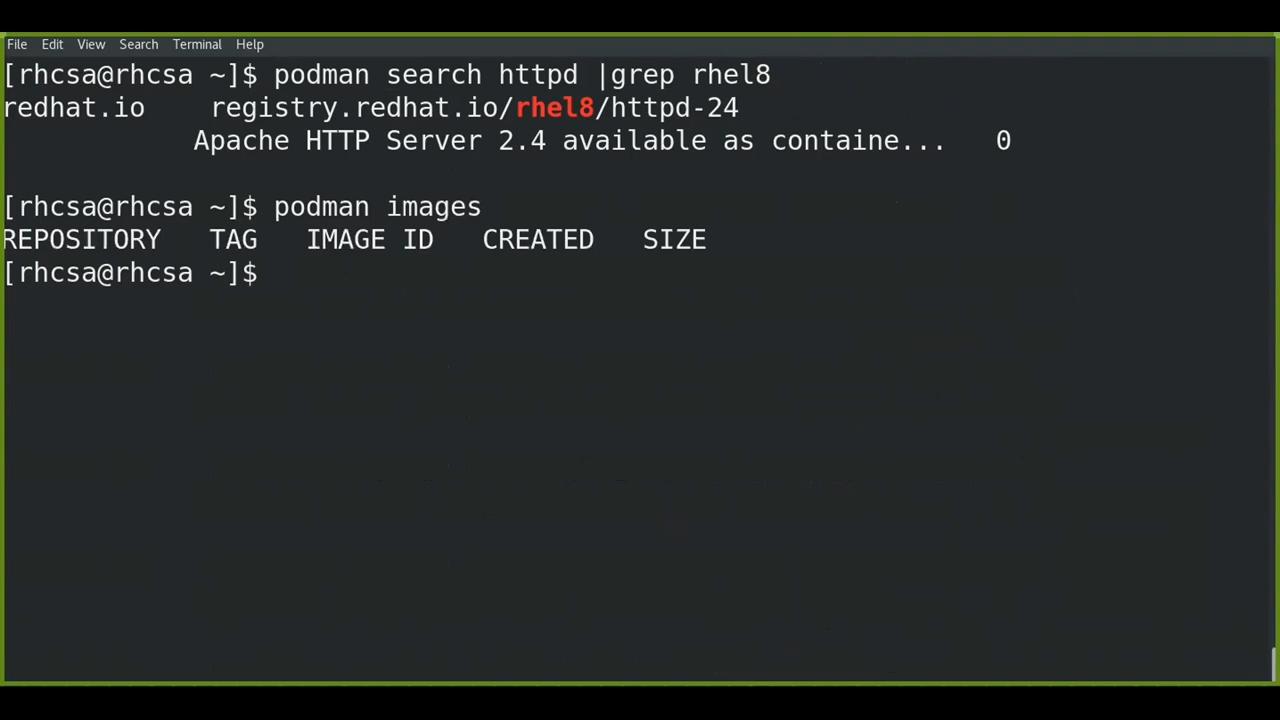 File Edit View Search Terminal Help
[rhcsa@rhcsa ~]$ podman search httpd |grep rhel8
redhat.io    registry.redhat.io/rhel8/httpd-24
Apache HTTP Server 2.4 available as containe...   0
[rhcsa@rhcsa ~]$ podman images
REPOSITORY   TAG   IMAGE ID   CREATED   SIZE
[rhcsa@rhcsa ~]$